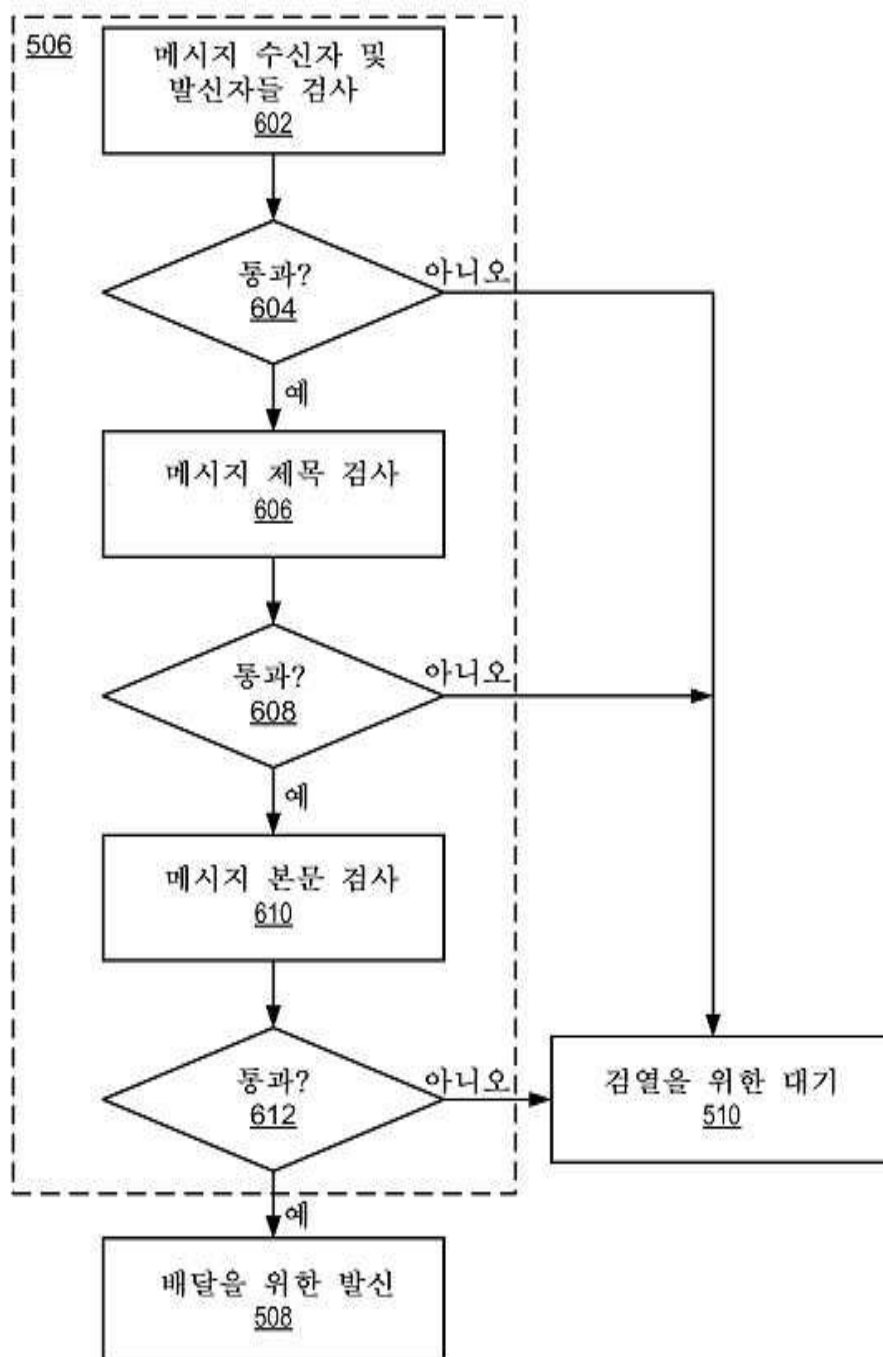 506
메시지 수신자 및
발신자들 검사
602
통과?
604
아니오
예
메시지 제목 검사
606
통과?
608
아니오
예
메시지 본문 검사
610
통과?
612
아니오
검열을 위한 대기
510
예
배달을 위한 발신
508